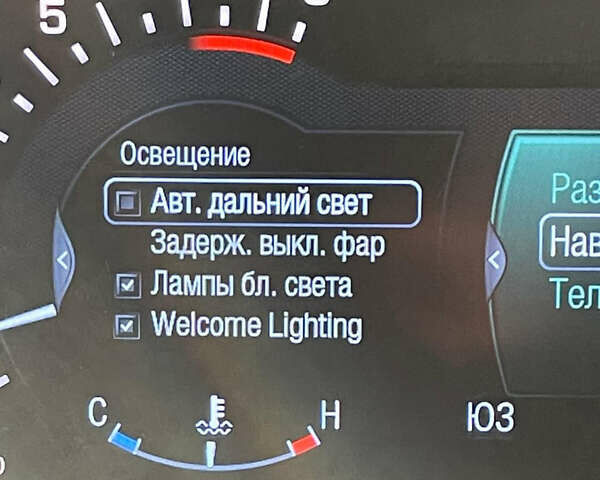 5
Освещение
Авт. дальний свет
Задерж. выкл. фар
Лампы бл. света
Welcome Lighting
Раз
Нав
Тел
C
H
ЮЗ